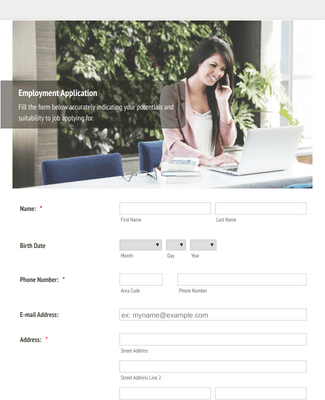 Employment Application
Fill the form below accurately indicating your potentials and
suitability to job applying for.
Name: *
First Name
Last Name
Birth Date
Month
Day
Year
Phone Number: *
Area Code
Phone Number
E-mail Address:
ex: myname@example.com
Address: *
Street Address
Street Address Line 2